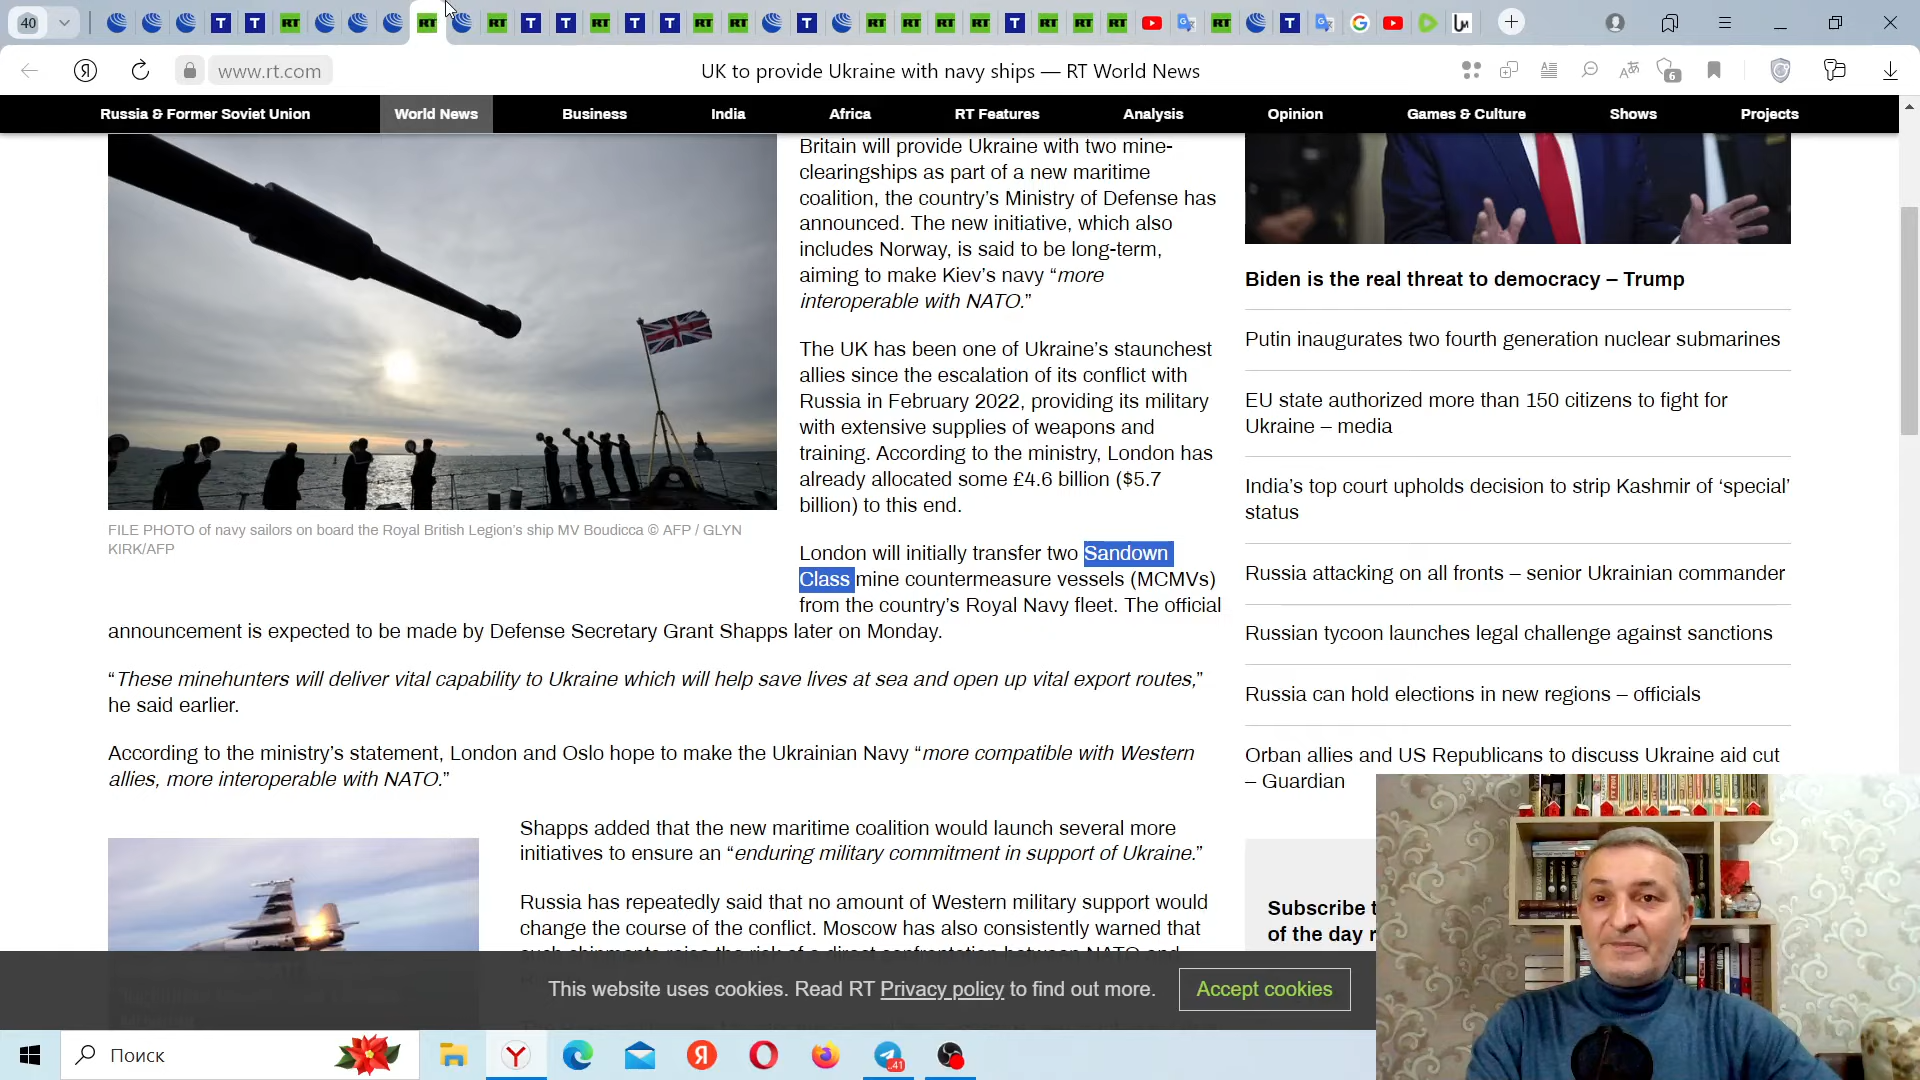 40
www.rt.com
UK to provide Ukraine with navy ships — RT World News
6
Russia & Former Soviet Union
World News
Business
India
Africa
RT Features
Analysis
Opinion
Games & Culture
Shows
Projects
Britain will provide Ukraine with two mine-
clearingships as part of a new maritime
coalition, the country's Ministry of Defense has
announced. The new initiative, which also
includes Norway, is said to be long-term,
aiming to make Kiev's navy “more
interoperable with NATO.”
The UK has been one of Ukraine's staunchest
allies since the escalation of its conflict with
Russia in February 2022, providing its military
with extensive supplies of weapons and
training. According to the ministry, London has
already allocated some £4.6 billion ($5.7
billion) to this end.
FILE PHOTO of navy sailors on board the Royal British Legion's ship MV Boudicca © AFP / GLYN
KIRK/AFP
London will initially transfer two Sandown
Class mine countermeasure vessels (MCMVs)
from the country's Royal Navy fleet. The official
announcement is expected to be made by Defense Secretary Grant Shapps later on Monday.
“These minehunters will deliver vital capability to Ukraine which will help save lives at sea and open up vital export routes,”
he said earlier.
According to the ministry's statement, London and Oslo hope to make the Ukrainian Navy “more compatible with Western
allies, more interoperable with NATO.”
Shapps added that the new maritime coalition would launch several more
initiatives to ensure an “enduring military commitment in support of Ukraine.”
Russia has repeatedly said that no amount of Western military support would
change the course of the conflict. Moscow has also consistently warned that
Biden is the real threat to democracy – Trump
Putin inaugurates two fourth generation nuclear submarines
EU state authorized more than 150 citizens to fight for
Ukraine – media
India's top court upholds decision to strip Kashmir of ‘special’
status
Russia attacking on all fronts – senior Ukrainian commander
Russian tycoon launches legal challenge against sanctions
Russia can hold elections in new regions – officials
Orban allies and US Republicans to discuss Ukraine aid cut
– Guardian
Subscribe
of the day
This website uses cookies. Read RT Privacy policy to find out more.
Accept cookies
Поиск
41